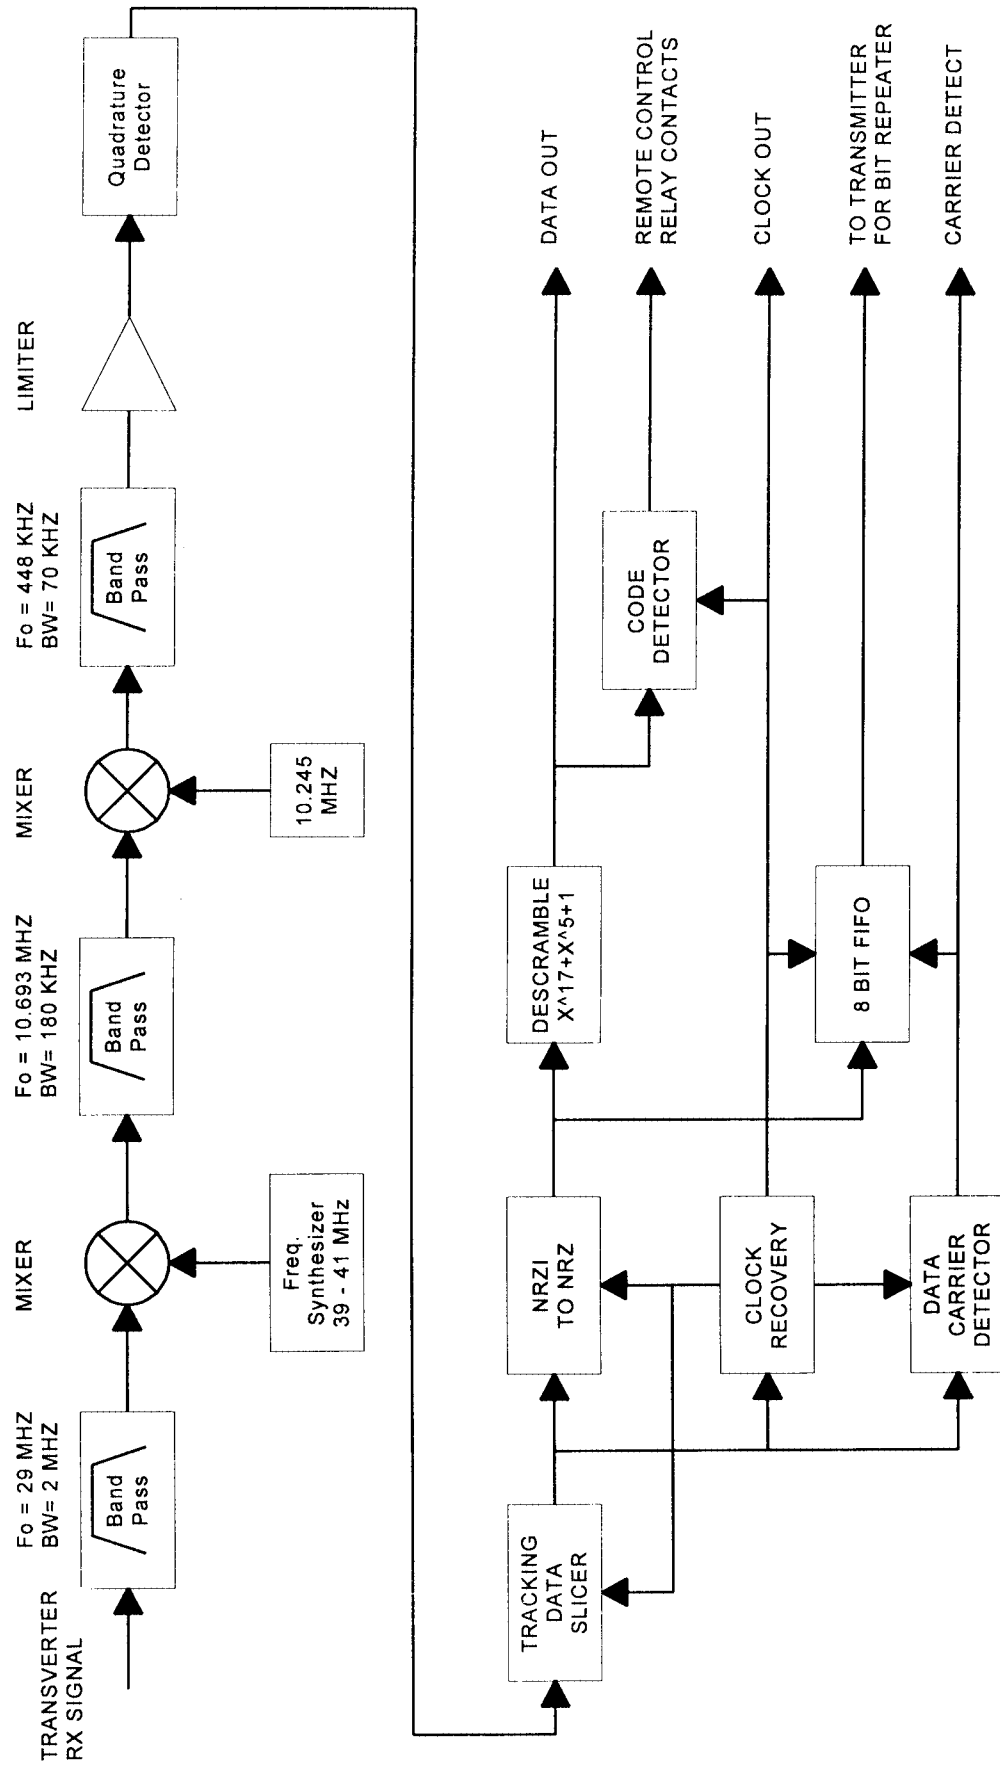 TRANSVERTER
RX SIGNAL
Fo = 29 MHZ
BW= 2 MHZ
Band
Pass
MIXER
Freq.
Synthesizer
39 - 41 MHz
Fo = 10.693 MHZ
BW= 180 KHZ
Band
Pass
MIXER
10.245
MHZ
Fo = 448 KHZ
BW= 70 KHZ
Band
Pass
LIMITER
Quadrature
Detector
TRACKING
DATA
SLICER
NRZI
TO NRZ
DESCRAMBLE
X^17+X^5+1
DATA OUT
CODE
DETECTOR
REMOTE CONTROL
RELAY CONTACTS
CLOCK
RECOVERY
CLOCK OUT
8 BIT FIFO
TO TRANSMITTER
FOR BIT REPEATER
DATA
CARRIER
DETECTOR
CARRIER DETECT